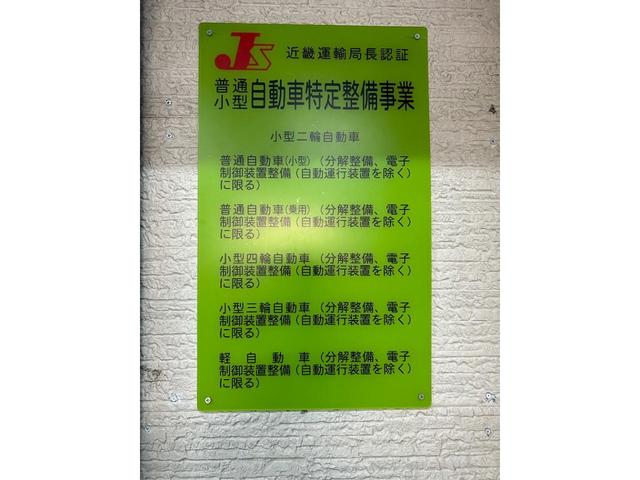 JS 近畿運輸局長認証
普通
小型 自動車特定整備事業
小型二輪自動車
普通自動車(小型)(分解整備、電子
制御装置整備(自動運行装置を除く)
に限る)
普通自動車(乗用)(分解整備、電子
制御装置整備(自動運行装置を除く)
に限る)
小型四輪自動車(分解整備、電子
制御装置整備(自動運行装置を除く)
に限る)
小型三輪自動車(分解整備、電子
制御装置整備(自動運行装置を除く)
に限る)
軽自動車(分解整備、電子
制御装置整備(自動運行装置を除く)
に限る)